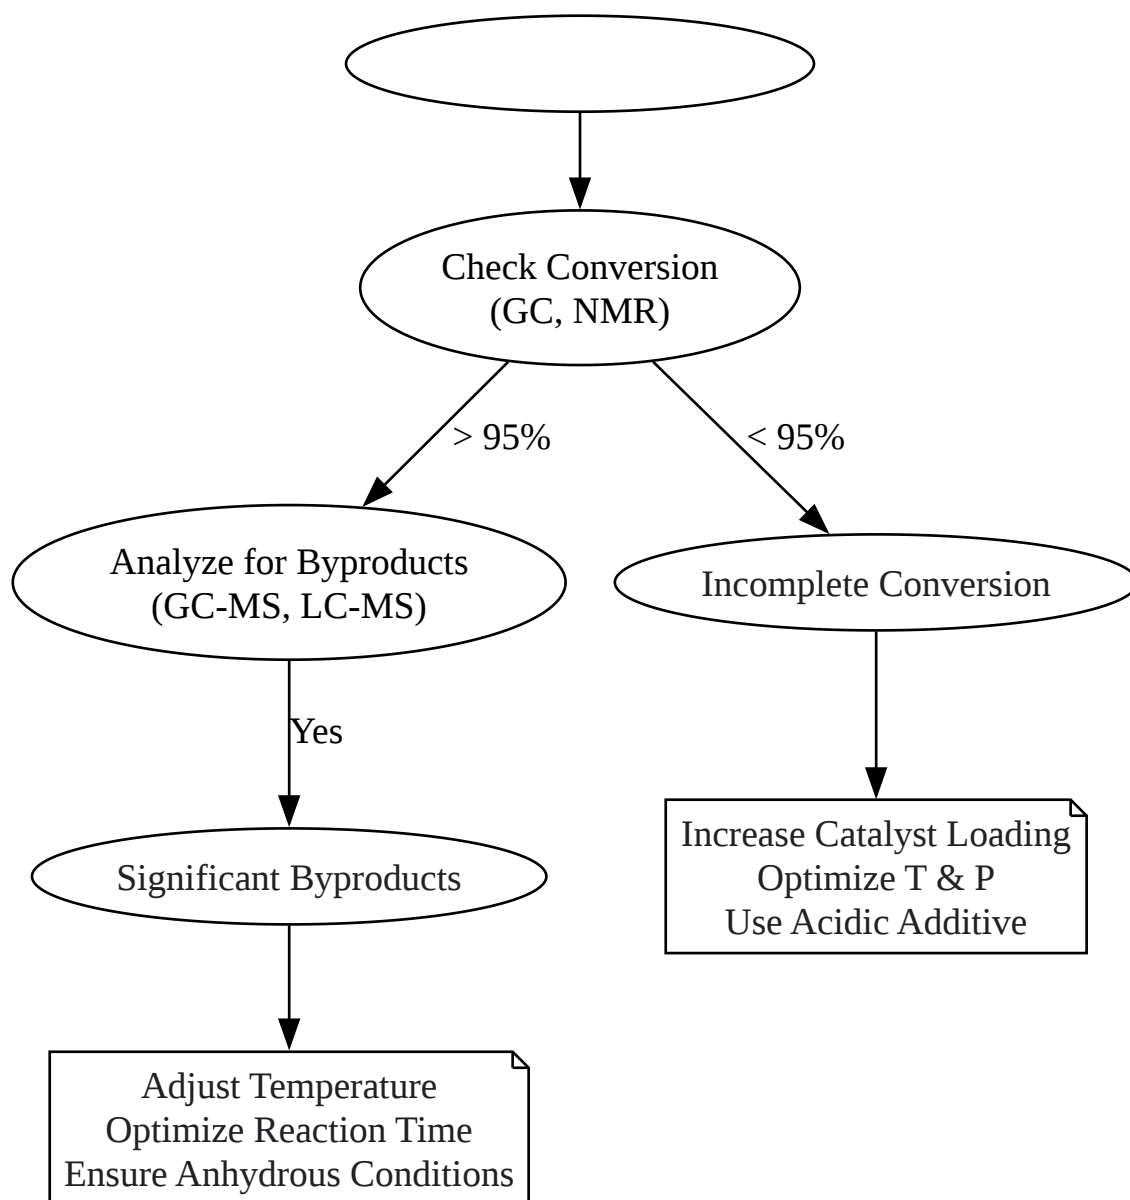 Check Conversion
(GC, NMR)
> 95%
< 95%
Analyze for Byproducts
(GC-MS, LC-MS)
Incomplete Conversion
Yes
Increase Catalyst Loading
Optimize T & P
Use Acidic Additive
Significant Byproducts
Adjust Temperature
Optimize Reaction Time
Ensure Anhydrous Conditions